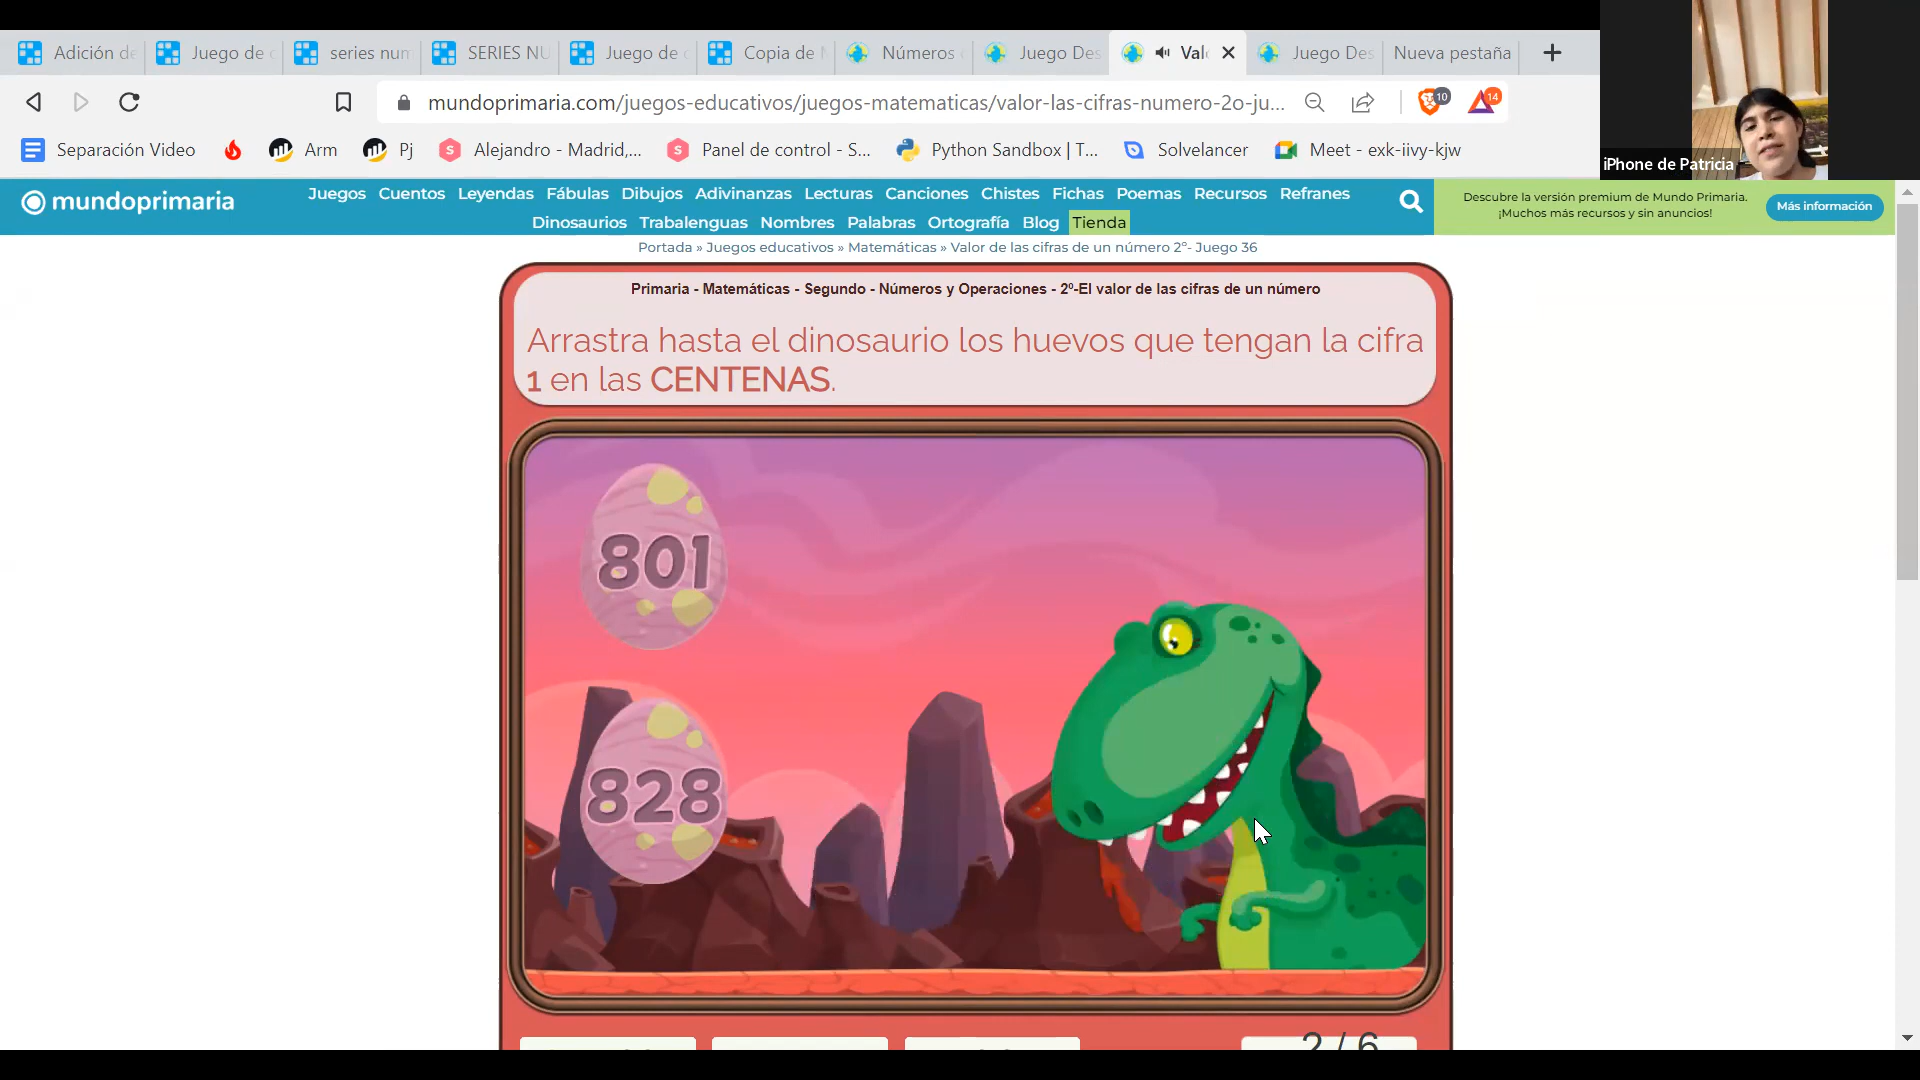 Adición de
Juego de c
series num
SERIES NU
Juego de c
Copia de
Números
Juego Des
Val
Juego Des
Nueva pestaña
mundoprimaria.com/juegos-educativos/juegos-matematicas/valor-las-cifras-numero-2o-ju...
10
14
Separación Video
Arm
Pj
Alejandro - Madrid,...
Panel de control - S...
Python Sandbox | T...
Solvelancer
Meet - exk-iivy-kjw
iPhone de Patricia
mundoprimaria
Juegos Cuentos Leyendas Fábulas Dibujos Adivinanzas Lecturas Canciones Chistes Fichas Poemas Recursos Refranes
Dinosaurios Trabalenguas Nombres Palabras Ortografía Blog Tienda
Descubre la versión premium de Mundo Primaria.
¡Muchos más recursos y sin anuncios!
Más información
Portada » Juegos educativos » Matemáticas » Valor de las cifras de un número 2º- Juego 36
Primaria - Matemáticas - Segundo - Números y Operaciones - 2º-El valor de las cifras de un número
Arrastra hasta el dinosaurio los huevos que tengan la cifra
1 en las CENTENAS.
801
828
2 / 6